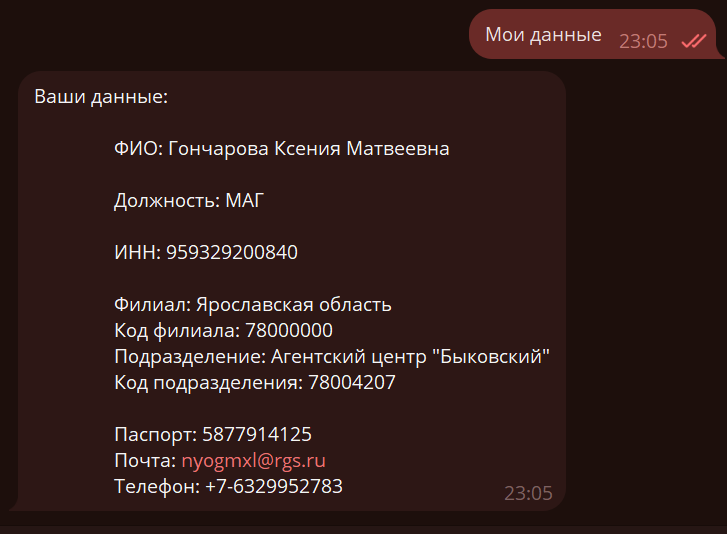 Мои данные 23:05
Ваши данные:
ФИО: Гончарова Ксения Матвеевна
Должность: МАГ
ИНН: 959329200840
Филиал: Ярославская область
Код филиала: 78000000
Подразделение: Агентский центр "Быковский"
Код подразделения: 78004207
Паспорт: 5877914125
Почта: nyogmxl@rgs.ru
Телефон: +7-6329952783
23:05